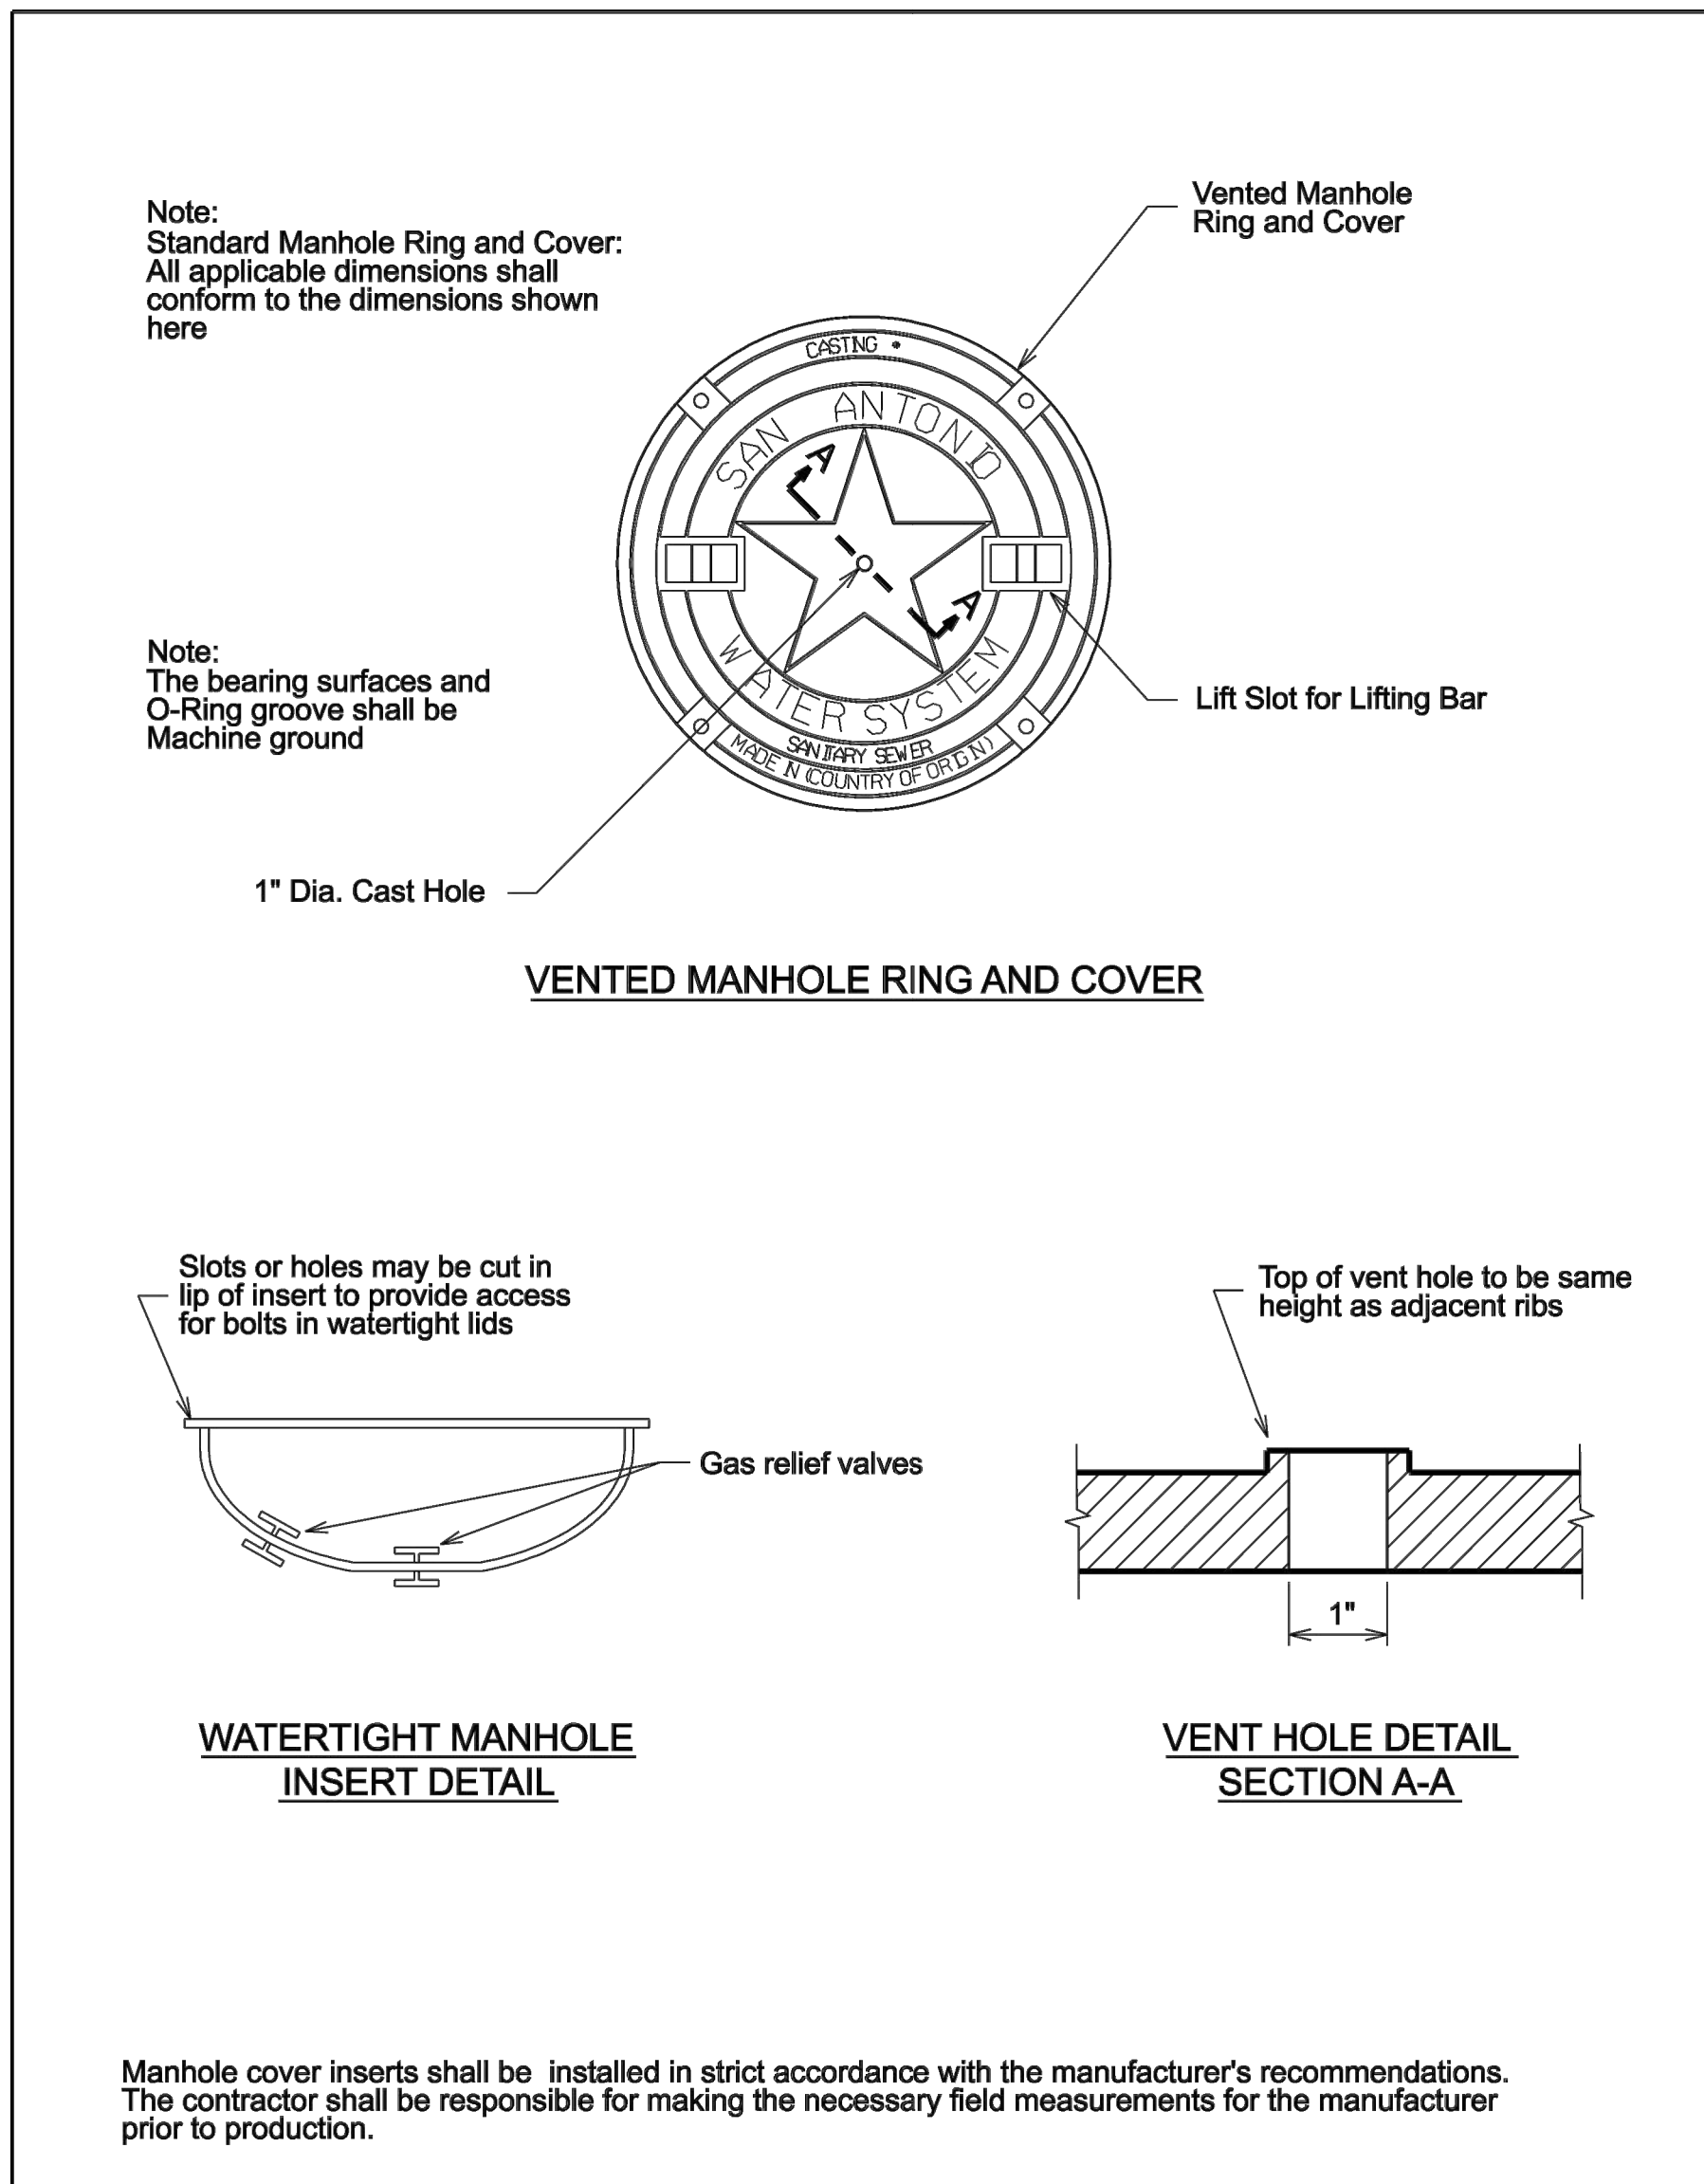 Note:
Standard Manhole Ring and Cover:
All applicable dimensions shall
conform to the dimensions shown
here
Vented Manhole
Ring and Cover
CASTING •
SAN ANTONIO
A
A
WATER SYSTEM
SANITARY SEWER
MADE IN (COUNTRY OF ORIGIN)
Note:
The bearing surfaces and
O-Ring groove shall be
Machine ground
Lift Slot for Lifting Bar
1" Dia. Cast Hole
VENTED MANHOLE RING AND COVER
Slots or holes may be cut in
lip of insert to provide access
for bolts in watertight lids
Gas relief valves
Top of vent hole to be same
height as adjacent ribs
1"
WATERTIGHT MANHOLE
INSERT DETAIL
VENT HOLE DETAIL
SECTION A-A
Manhole cover inserts shall be  installed in strict accordance with the manufacturer's recommendations.
The contractor shall be responsible for making the necessary field measurements for the manufacturer
prior to production.